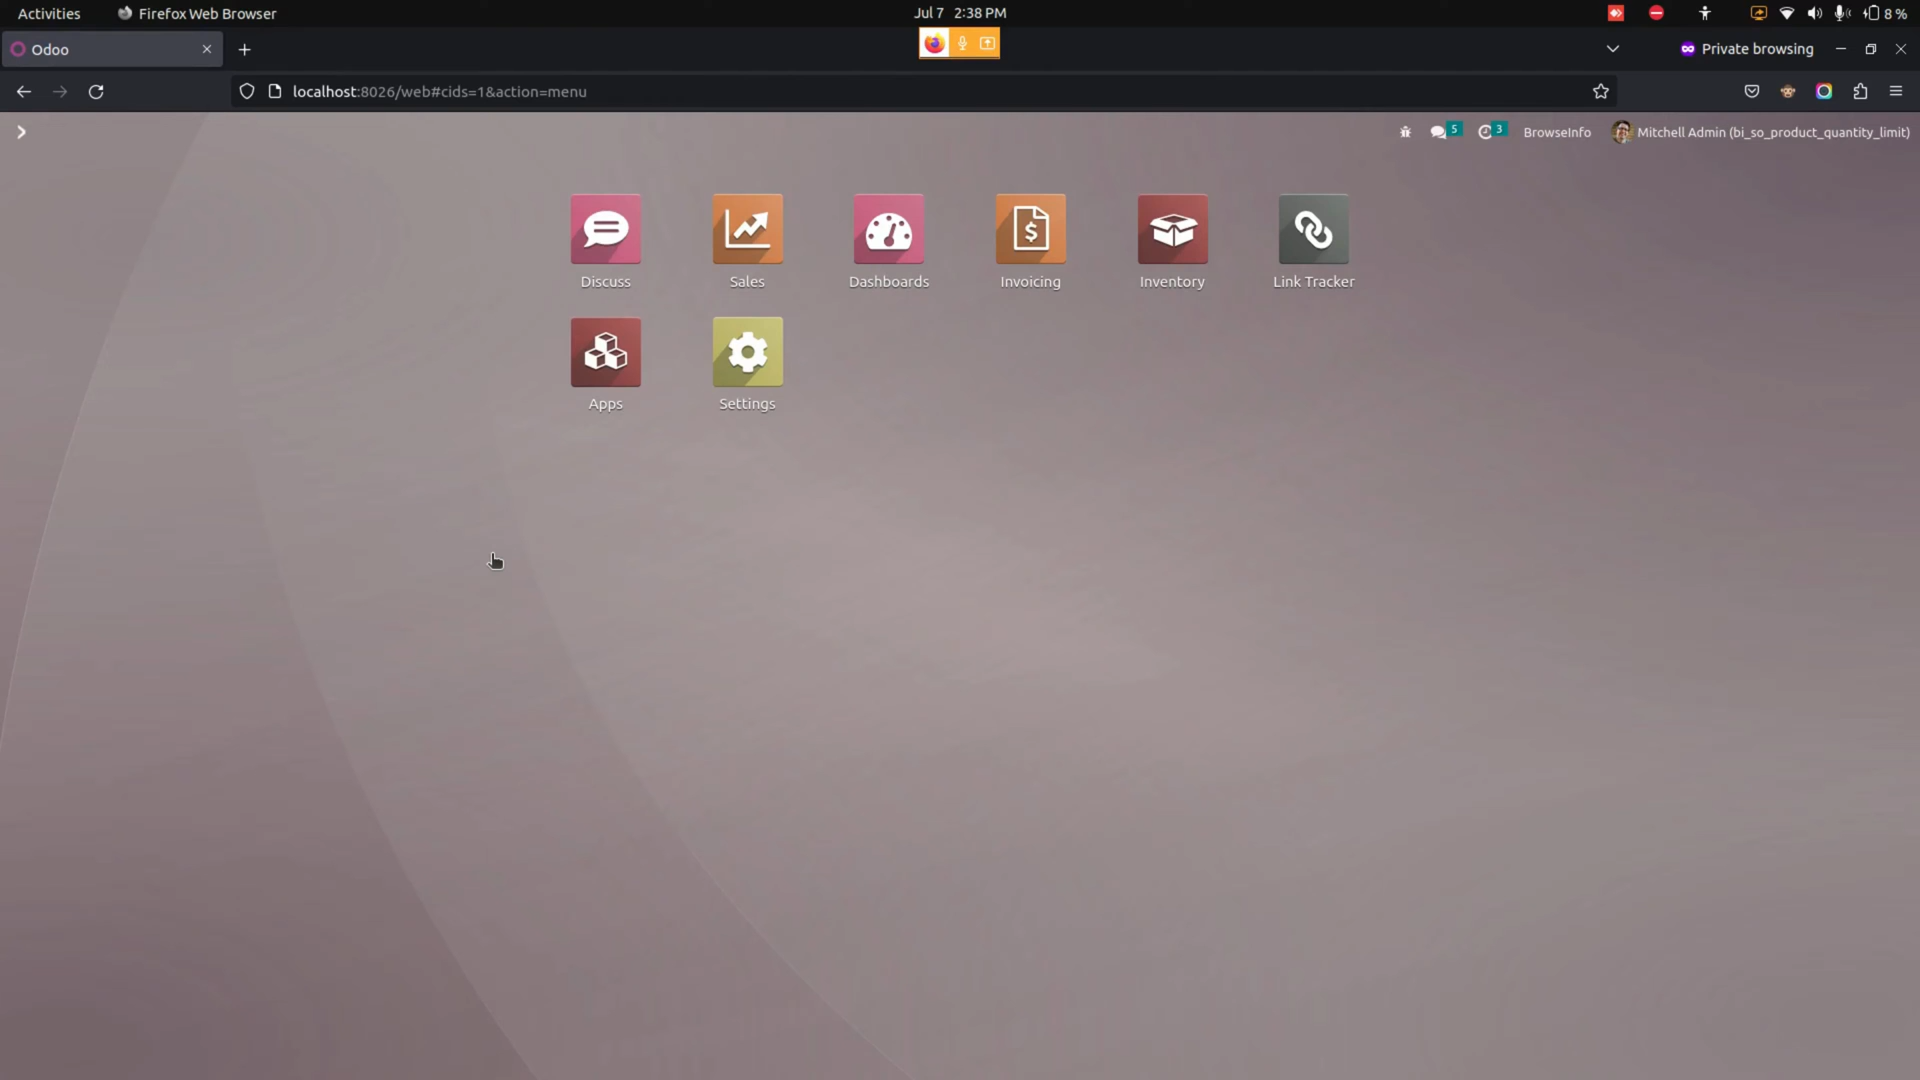 Activities Firefox Web Browser Jul 7 2:38 PM 8 %
Odoo Private browsing
localhost:8026/web#cids=1&action=menu
5 3 BrowseInfo Mitchell Admin (bi_so_product_quantity_limit)
Discuss Sales Dashboards Invoicing Inventory Link Tracker
Apps Settings